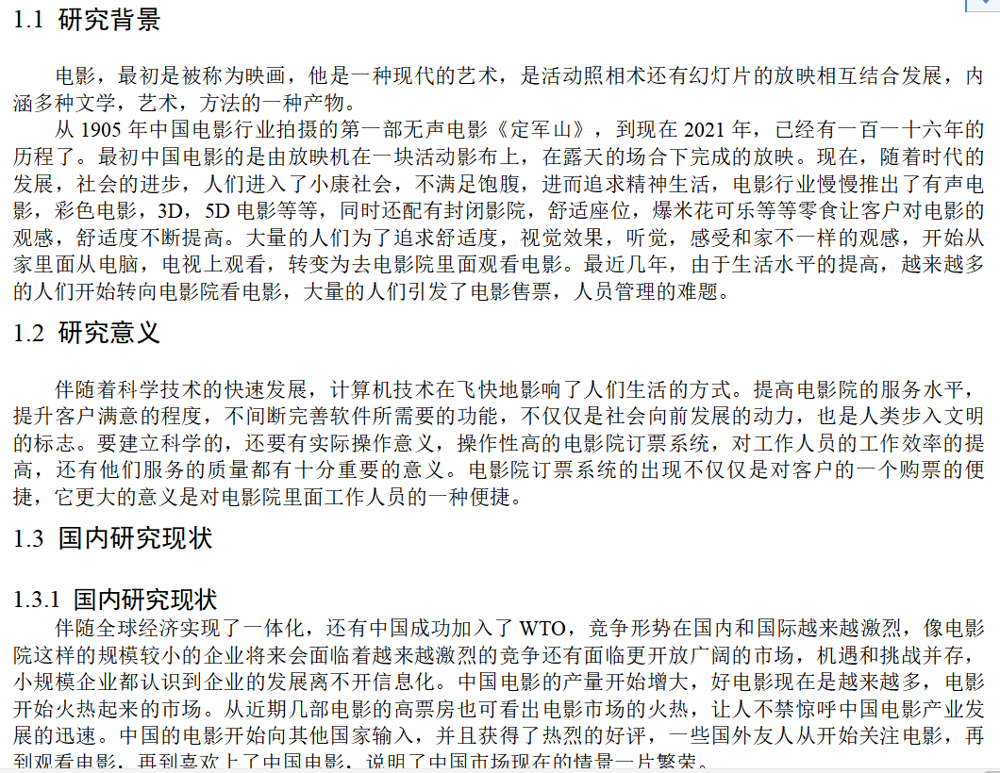 1.1 研究背景
电影，最初是被称为映画，他是一种现代的艺术，是活动照相术还有幻灯片的放映相互结合发展，内
涵多种文学，艺术，方法的一种产物。
从 1905 年中国电影行业拍摄的第一部无声电影《定军山》，到现在 2021 年，已经有一百一十六年的
历程了。最初中国电影的是由放映机在一块活动影布上，在露天的场合下完成的放映。现在，随着时代的
发展，社会的进步，人们进入了小康社会，不满足饱腹，进而追求精神生活，电影行业慢慢推出了有声电
影，彩色电影，3D，5D 电影等等，同时还配有封闭影院，舒适座位，爆米花可乐等等零食让客户对电影的
观感，舒适度不断提高。大量的人们为了追求舒适度，视觉效果，听觉，感受和家不一样的观感，开始从
家里面从电脑，电视上观看，转变为去电影院里面观看电影。最近几年，由于生活水平的提高，越来越多
的人们开始转向电影院看电影，大量的人们引发了电影售票，人员管理的难题。
1.2 研究意义
伴随着科学技术的快速发展，计算机技术在飞快地影响了人们生活的方式。提高电影院的服务水平，
提升客户满意的程度，不间断完善软件所需要的功能，不仅仅是社会向前发展的动力，也是人类步入文明
的标志。要建立科学的，还要有实际操作意义，操作性高的电影院订票系统，对工作人员的工作效率的提
高，还有他们服务的质量都有十分重要的意义。电影院订票系统的出现不仅仅是对客户的一个购票的便
捷，它更大的意义是对电影院里面工作人员的一种便捷。
1.3 国内研究现状
1.3.1 国内研究现状
伴随全球经济实现了一体化，还有中国成功加入了 WTO，竞争形势在国内和国际越来越激烈，像电影
院这样的规模较小的企业将来会面临着越来越激烈的竞争还有面临更开放广阔的市场，机遇和挑战并存，
小规模企业都认识到企业的发展离不开信息化。中国电影的产量开始增大，好电影现在是越来越多，电影
开始火热起来的市场。从近期几部电影的高票房也可看出电影市场的火热，让人不禁惊呼中国电影产业发
展的迅速。中国的电影开始向其他国家输入，并且获得了热烈的好评，一些国外友人从开始关注电影，再
到观看电影，再到喜欢上了中国电影，说明了中国市场现在的情景一片繁荣。